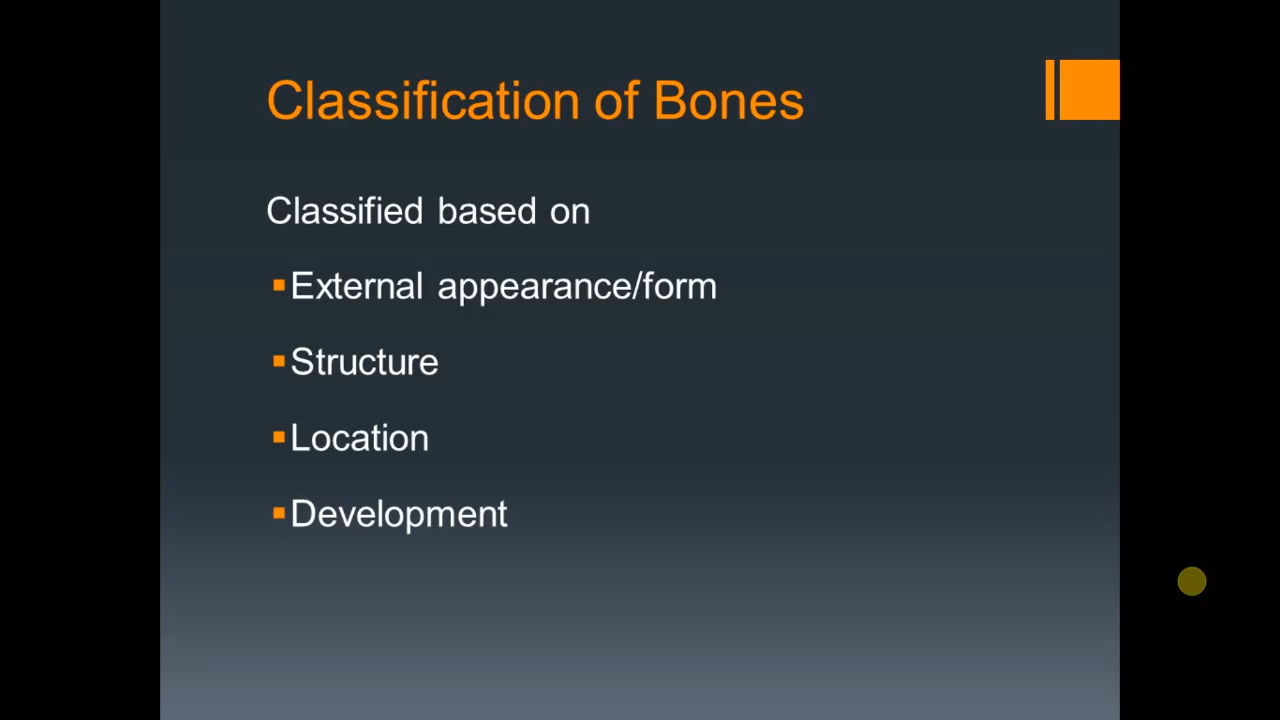 Classification of Bones
Classified based on
External appearance/form
Structure
Location
Development